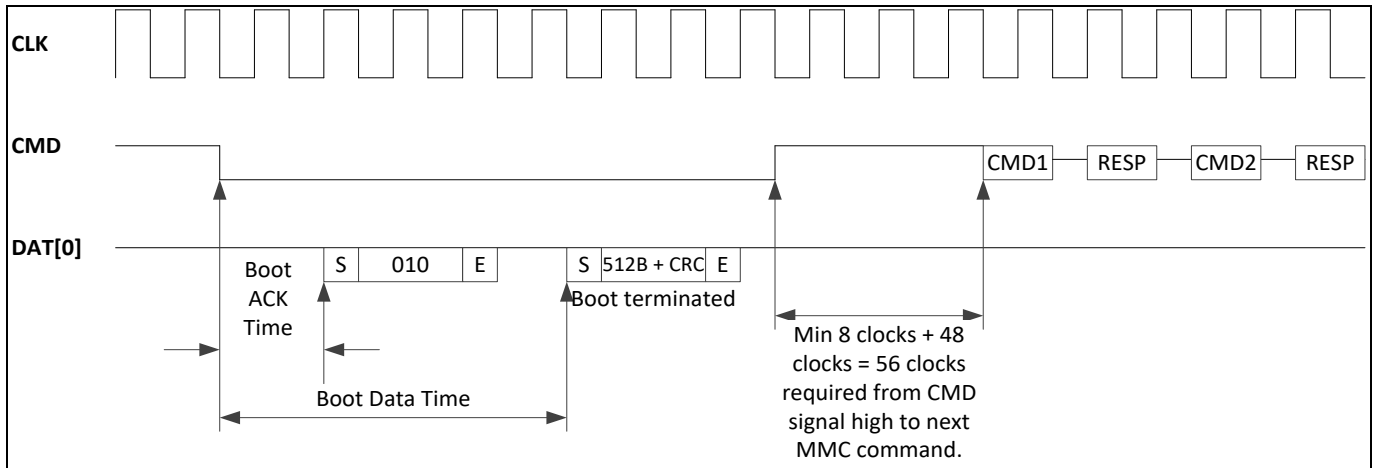 CLK
CMD
CMD1 RESP CMD2 RESP
DAT[0]
S 010 E S 512B + CRC E
Boot
ACK
Time
Boot terminated
Boot Data Time
Min 8 clocks + 48
clocks = 56 clocks
required from CMD
signal high to next
MMC command.